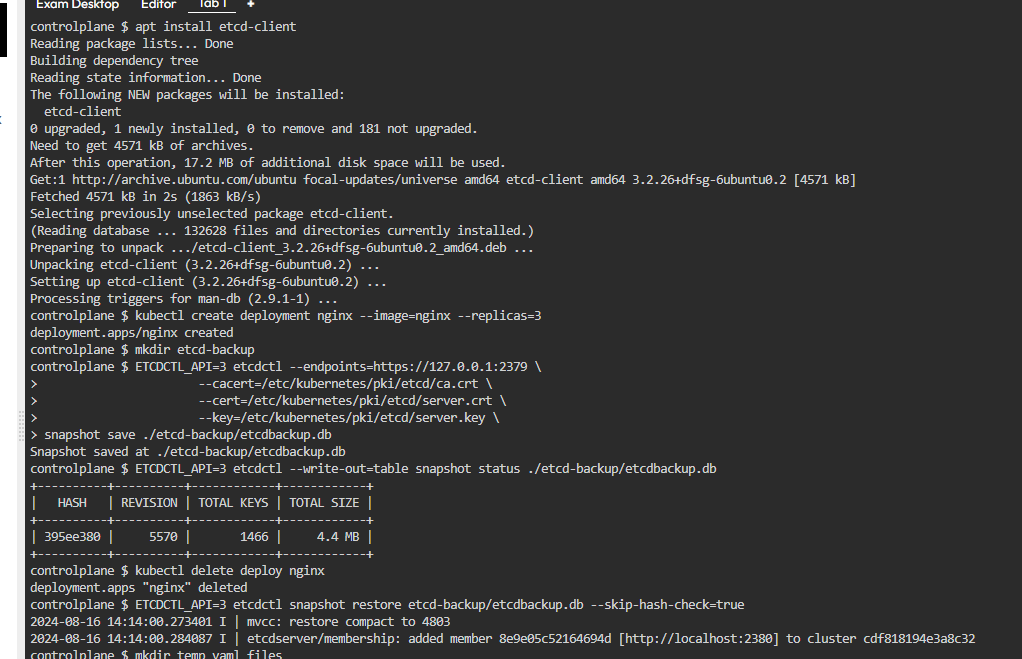 Exam Desktop Editor Tab 1 +
controlplane $ apt install etcd-client
Reading package lists... Done
Building dependency tree
Reading state information... Done
The following NEW packages will be installed:
  etcd-client
0 upgraded, 1 newly installed, 0 to remove and 181 not upgraded.
Need to get 4571 kB of archives.
After this operation, 17.2 MB of additional disk space will be used.
Get:1 http://archive.ubuntu.com/ubuntu focal-updates/universe amd64 etcd-client amd64 3.2.26+dfsg-6ubuntu0.2 [4571 kB]
Fetched 4571 kB in 2s (1863 kB/s)
Selecting previously unselected package etcd-client.
(Reading database ... 132628 files and directories currently installed.)
Preparing to unpack .../etcd-client_3.2.26+dfsg-6ubuntu0.2_amd64.deb ...
Unpacking etcd-client (3.2.26+dfsg-6ubuntu0.2) ...
Setting up etcd-client (3.2.26+dfsg-6ubuntu0.2) ...
Processing triggers for man-db (2.9.1-1) ...
controlplane $ kubectl create deployment nginx --image=nginx --replicas=3
deployment.apps/nginx created
controlplane $ mkdir etcd-backup
controlplane $ ETCDCTL_API=3 etcdctl --endpoints=https://127.0.0.1:2379 \
>                       --cacert=/etc/kubernetes/pki/etcd/ca.crt \
>                       --cert=/etc/kubernetes/pki/etcd/server.crt \
>                       --key=/etc/kubernetes/pki/etcd/server.key \
> snapshot save ./etcd-backup/etcdbackup.db
Snapshot saved at ./etcd-backup/etcdbackup.db
controlplane $ ETCDCTL_API=3 etcdctl --write-out=table snapshot status ./etcd-backup/etcdbackup.db
+----------+----------+------------+------------+
|   HASH   | REVISION | TOTAL KEYS | TOTAL SIZE |
+----------+----------+------------+------------+
| 395ee380 |     5570 |       1466 |     4.4 MB |
+----------+----------+------------+------------+
controlplane $ kubectl delete deploy nginx
deployment.apps "nginx" deleted
controlplane $ ETCDCTL_API=3 etcdctl snapshot restore etcd-backup/etcdbackup.db --skip-hash-check=true
2024-08-16 14:14:00.273401 I | mvcc: restore compact to 4803
2024-08-16 14:14:00.284087 I | etcdserver/membership: added member 8e9e05c52164694d [http://localhost:2380] to cluster cdf818194e3a8c32
controlplane $ mkdir temp_yaml_files